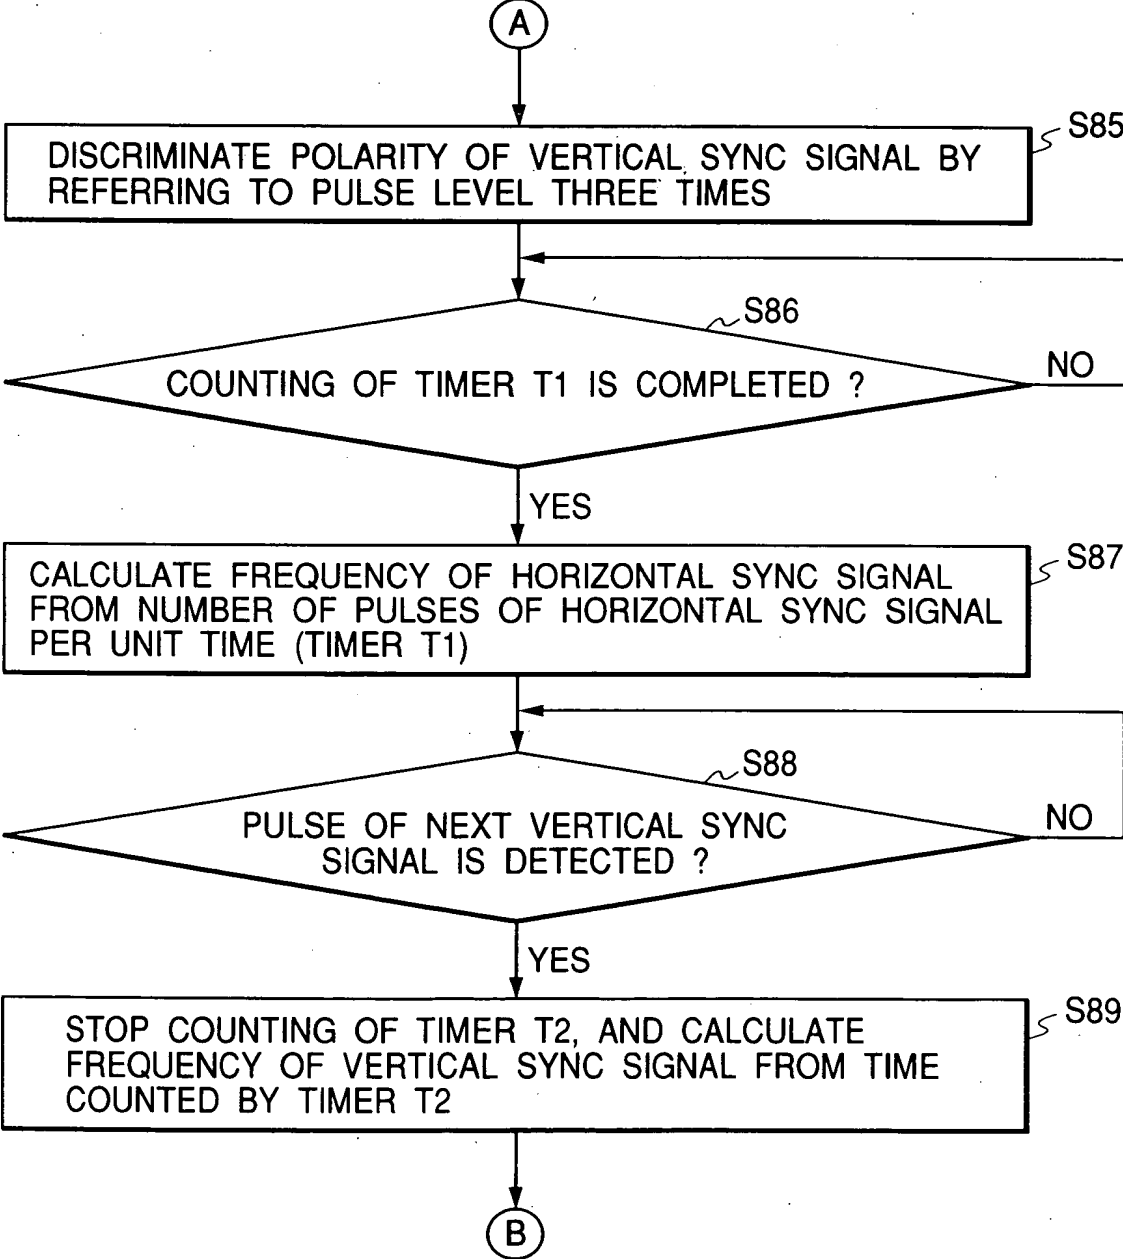 A
S85
DISCRIMINATE POLARITY OF VERTICAL SYNC SIGNAL BY
REFERRING TO PULSE LEVEL THREE TIMES
S86
COUNTING OF TIMER T1 IS COMPLETED ?
NO
YES
S87
CALCULATE FREQUENCY OF HORIZONTAL SYNC SIGNAL
FROM NUMBER OF PULSES OF HORIZONTAL SYNC SIGNAL
PER UNIT TIME (TIMER T1)
S88
PULSE OF NEXT VERTICAL SYNC
SIGNAL IS DETECTED ?
NO
YES
S89
STOP COUNTING OF TIMER T2, AND CALCULATE
FREQUENCY OF VERTICAL SYNC SIGNAL FROM TIME
COUNTED BY TIMER T2
B